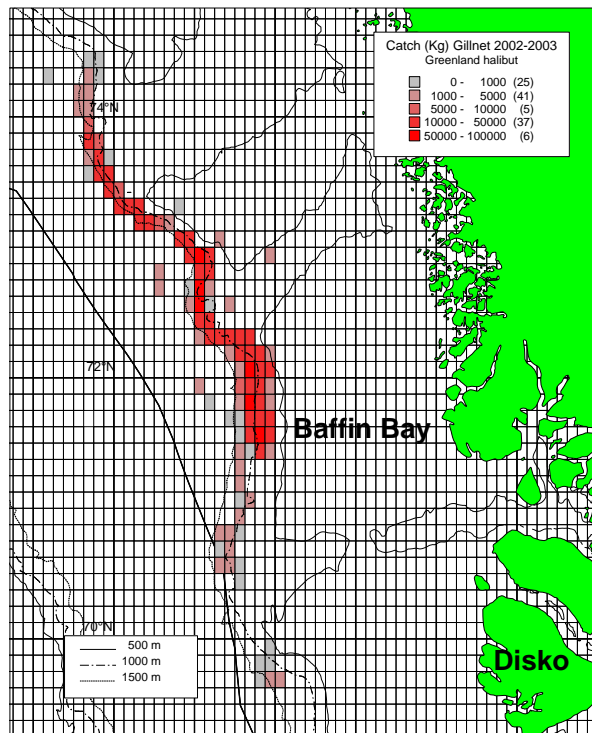 Catch (Kg) Gillnet 2002-2003
Greenland halibut
0 - 1000 (25)
1000 - 5000 (41)
5000 - 10000 (5)
10000 - 50000 (37)
50000 - 100000 (6)
74°N
72°N
Baffin Bay
70°N
500 m
1000 m
1500 m
Disko